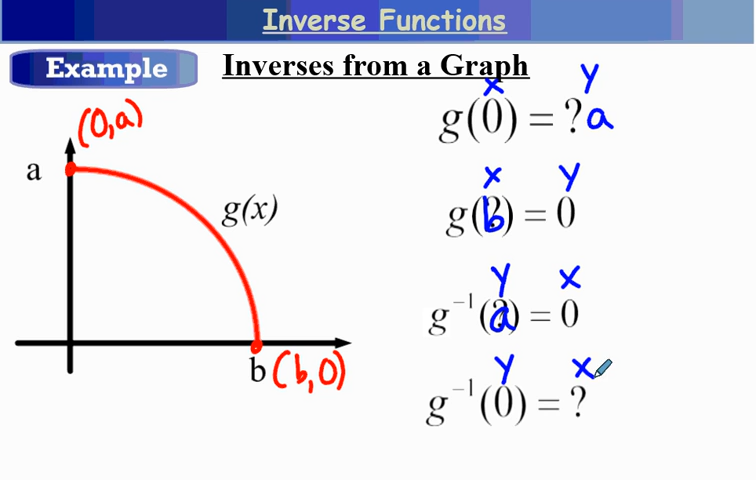 Inverse Functions
Example
Inverses from a Graph
x y
g(0) = ? a
(0,a)
a
g(x)
x y
g(b) = 0
y x
g⁻¹(a) = 0
b (b,0)
y x
g⁻¹(0) = ?